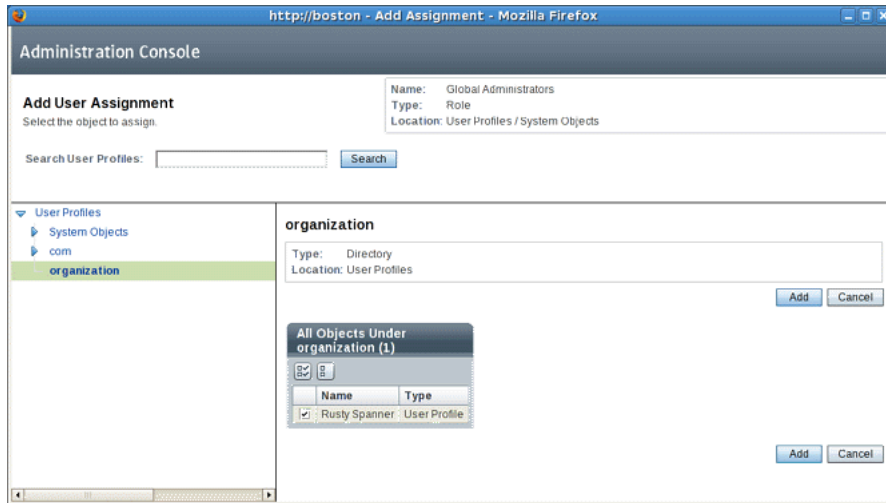 http://boston - Add Assignment - Mozilla Firefox
Administration Console
Add User Assignment
Select the object to assign.
Name: Global Administrators
Type: Role
Location: User Profiles / System Objects
Search User Profiles:
Search
User Profiles
System Objects
com
organization
organization
Type: Directory
Location: User Profiles
Add Cancel
All Objects Under
organization (1)
Name Type
Rusty Spanner User Profile
Add Cancel